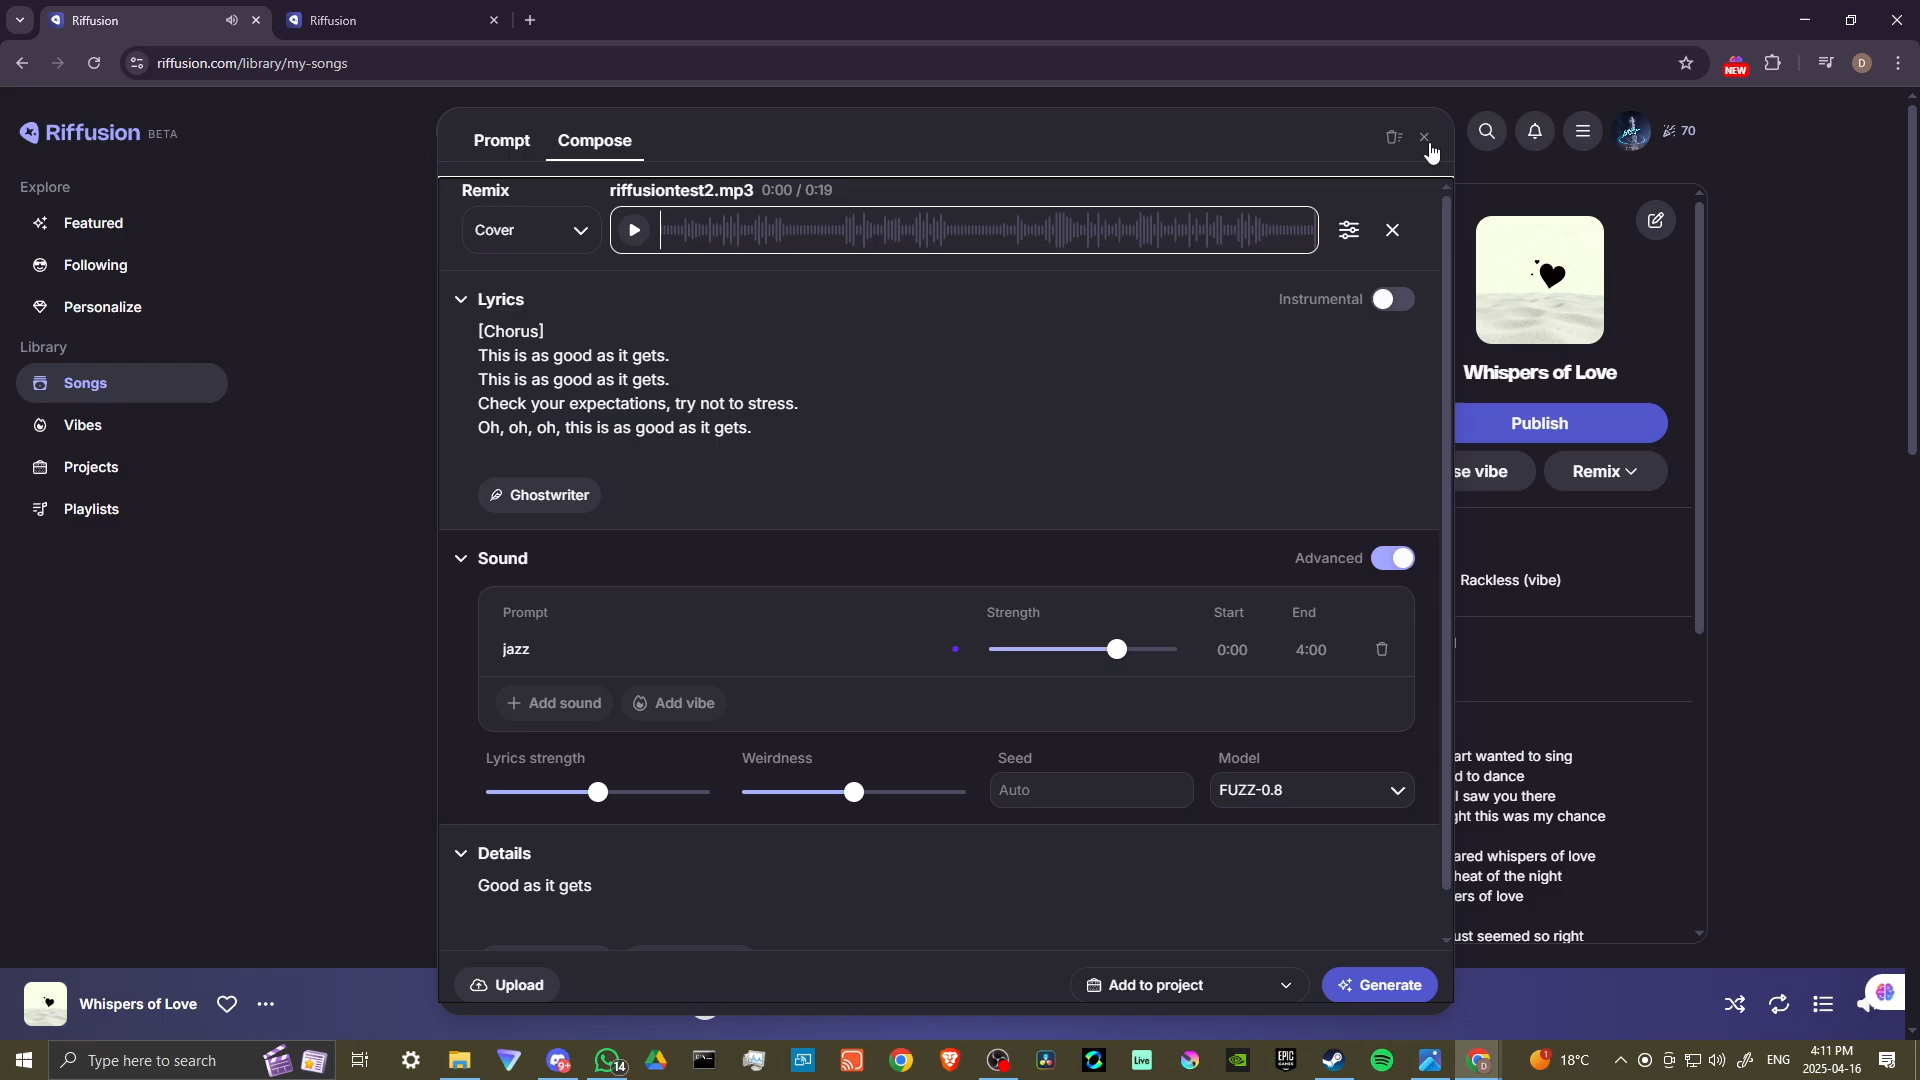 Riffusion
Riffusion
riffusion.com/library/my-songs
NEW
D
Riffusion BETA
Prompt
Compose
70
Explore
Featured
Following
Personalize
Library
Songs
Vibes
Projects
Playlists
Remix
riffusiontest2.mp3 0:00 / 0:19
Cover
Lyrics
Instrumental
[Chorus]
This is as good as it gets.
This is as good as it gets.
Check your expectations, try not to stress.
Oh, oh, oh, this is as good as it gets.
Ghostwriter
Sound
Advanced
Prompt
Strength
Start
End
jazz
0:00
4:00
Add sound
Add vibe
Lyrics strength
Weirdness
Seed
Model
Auto
FUZZ-0.8
Details
Good as it gets
Upload
Add to project
Generate
Whispers of Love
Publish
se vibe
Remix
Rackless (vibe)
art wanted to sing
d to dance
I saw you there
ght this was my chance
ared whispers of love
heat of the night
ers of love
ust seemed so right
Whispers of Love
Type here to search
9+
14
Live
EPIC GAMES
D
1
18°C
ENG
4:11 PM
2025-04-16